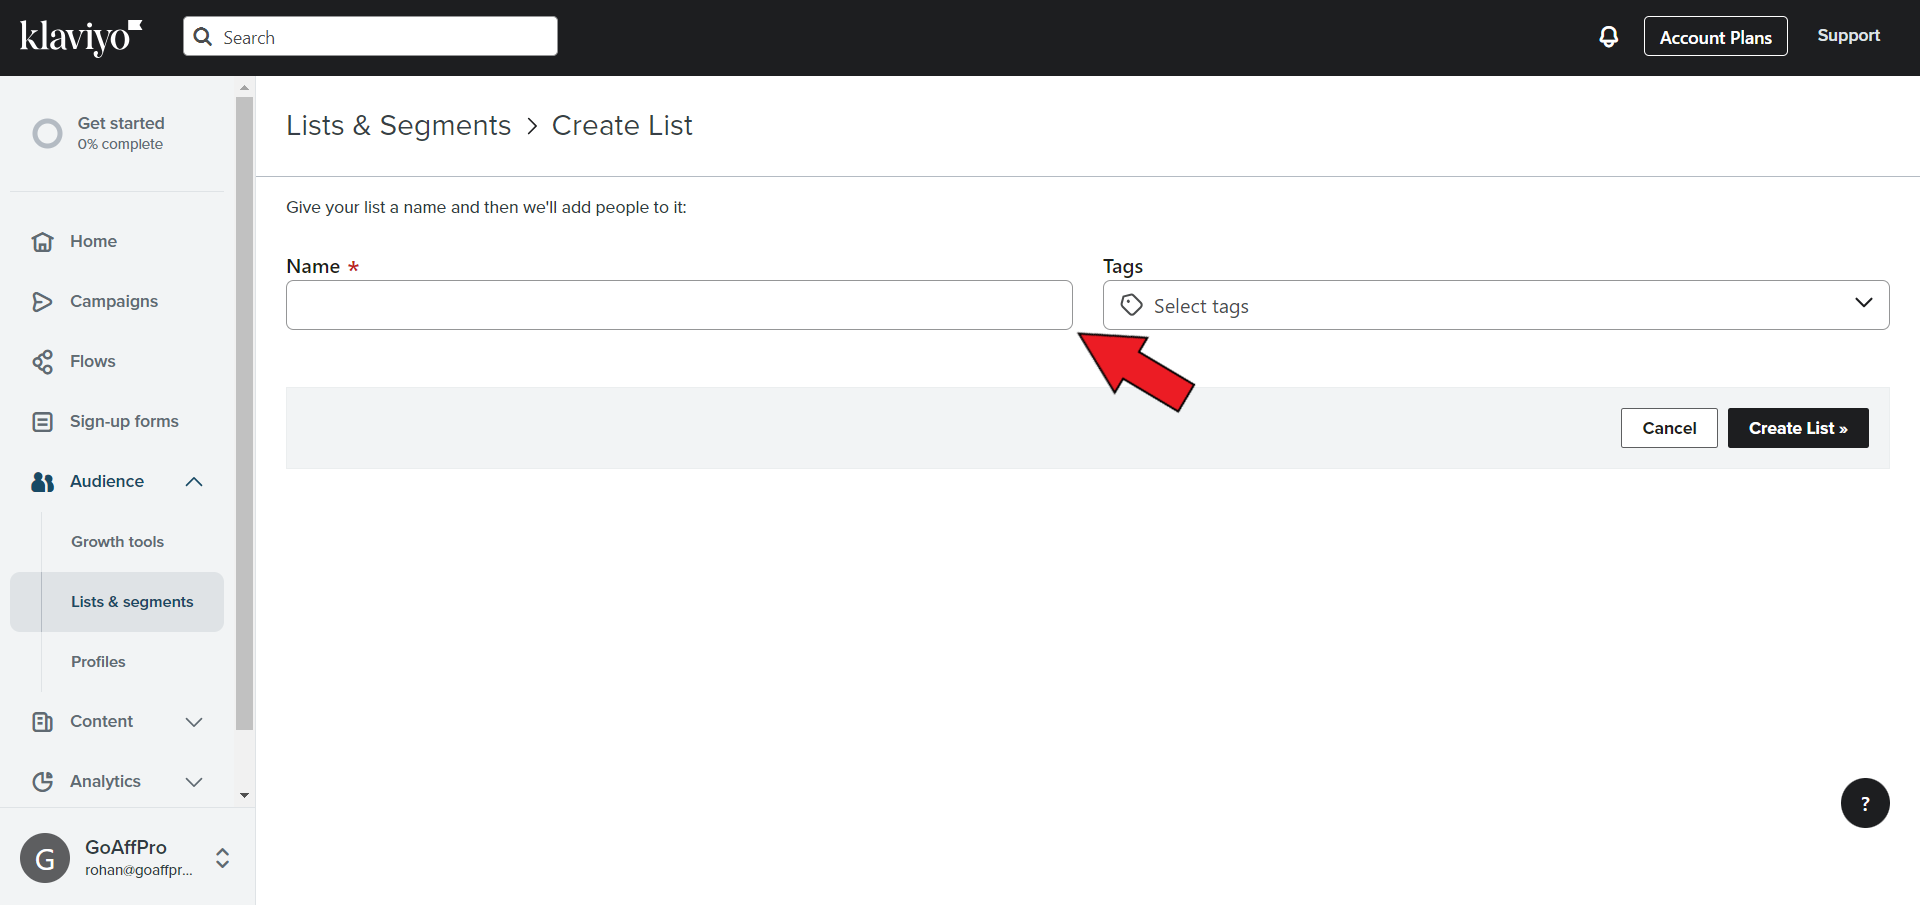 klaviyo
Search
Account Plans
Support
Get started
0% complete
Home
Campaigns
Flows
Sign-up forms
Audience
Growth tools
Lists & segments
Profiles
Content
Analytics
G
GoAffPro
rohan@goaffpr...
Lists & Segments > Create List
Give your list a name and then we'll add people to it:
Name *
Tags
Select tags
Cancel
Create List »
?